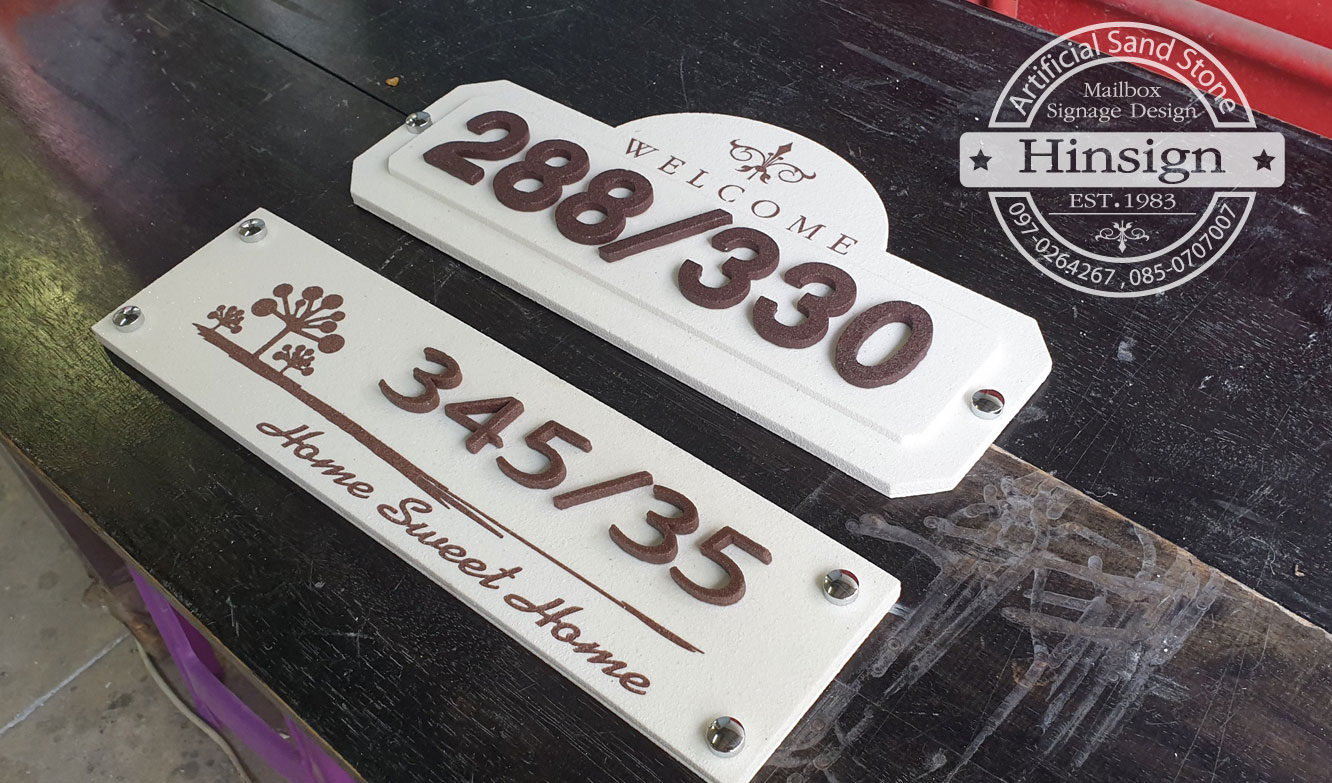 WELCOME
288/330
345/35
Home Sweet Home
Artificial Sand Stone
Mailbox
Signage Design
Hinsign
EST.1983
097-0264267 , 085-0707007